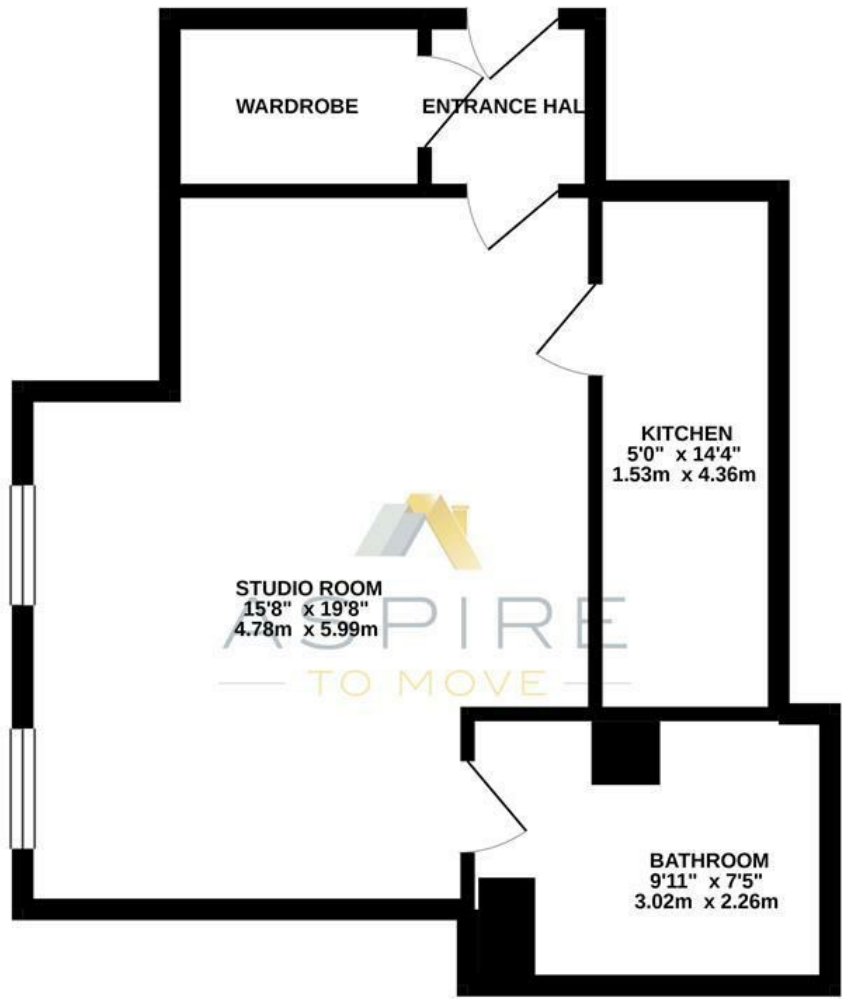 WARDROBE
ENTRANCE HAL
KITCHEN
5'0" x 14'4"
1.53m x 4.36m
STUDIO ROOM
15'8" x 19'8"
4.78m x 5.99m
ASPIRE
TO MOVE
BATHROOM
9'11" x 7'5"
3.02m x 2.26m